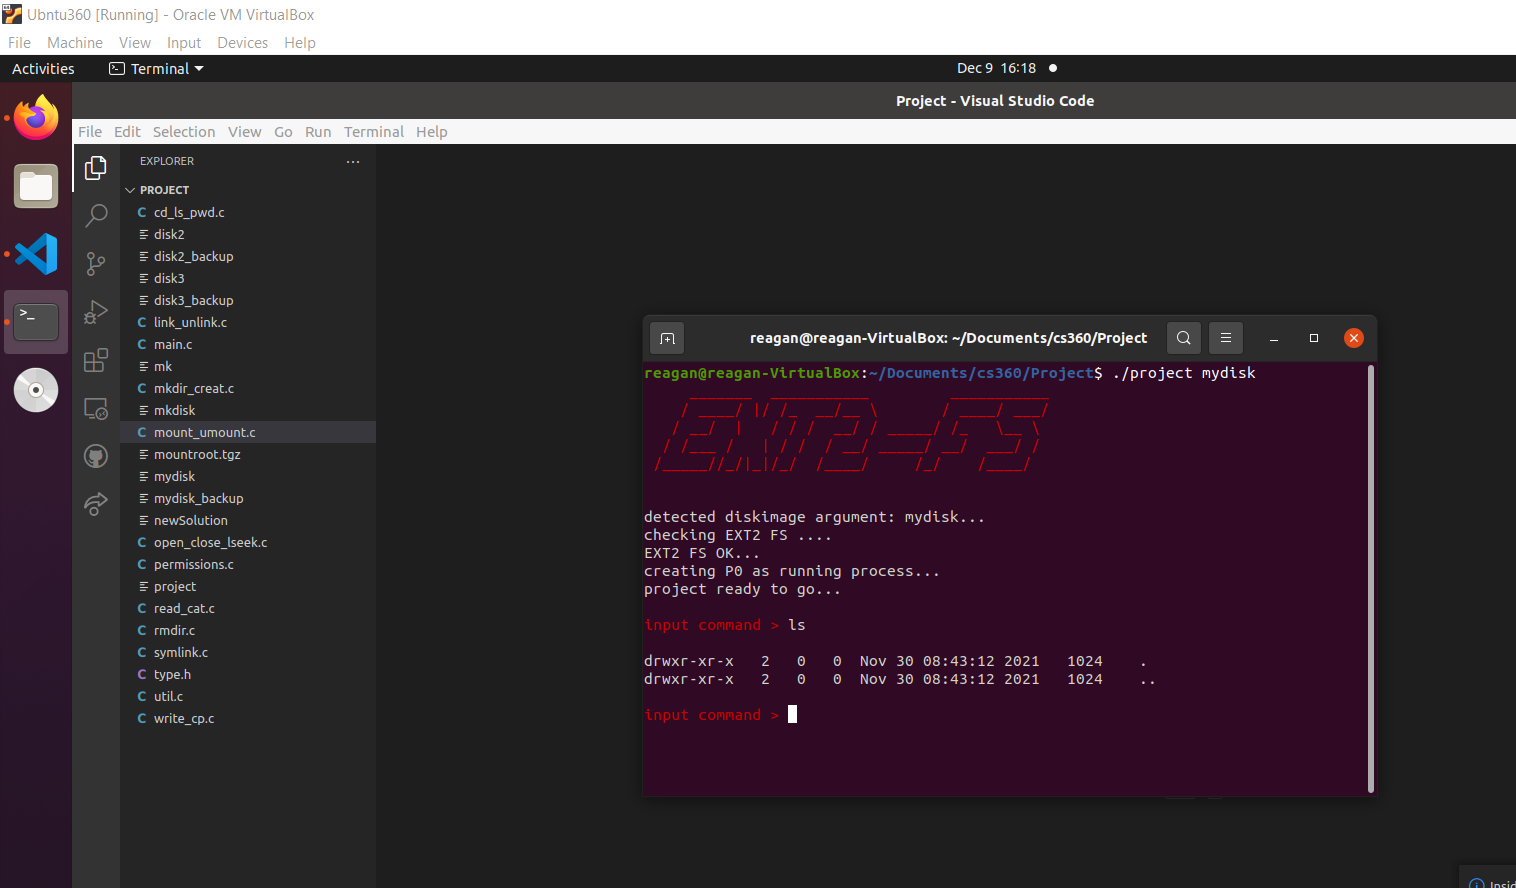 Ubntu360 [Running] - Oracle VM VirtualBox
File Machine View Input Devices Help
Activities Terminal Dec 9 16:18
Project - Visual Studio Code
File Edit Selection View Go Run Terminal Help
EXPLORER ...
PROJECT
C cd_ls_pwd.c
disk2
disk2_backup
disk3
disk3_backup
C link_unlink.c
C main.c
mk
C mkdir_creat.c
mkdisk
C mount_umount.c
mountroot.tgz
mydisk
mydisk_backup
newSolution
C open_close_lseek.c
C permissions.c
project
C read_cat.c
C rmdir.c
C symlink.c
C type.h
C util.c
C write_cp.c
reagan@reagan-VirtualBox: ~/Documents/cs360/Project
reagan@reagan-VirtualBox:~/Documents/cs360/Project$ ./project mydisk
EXT2-FS
detected diskimage argument: mydisk...
checking EXT2 FS ....
EXT2 FS OK...
creating P0 as running process...
project ready to go...
input command > ls
drwxr-xr-x 2 0 0 Nov 30 08:43:12 2021 1024 .
drwxr-xr-x 2 0 0 Nov 30 08:43:12 2021 1024 ..
input command >